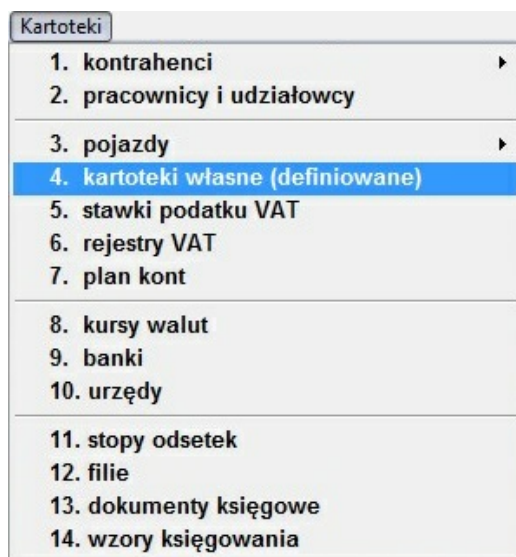 Kartoteki
1. kontrahenci
2. pracownicy i udziałowcy
3. pojazdy
4. kartoteki własne (definiowane)
5. stawki podatku VAT
6. rejestry VAT
7. plan kont
8. kursy walut
9. banki
10. urzędy
11. stopy odsetek
12. filie
13. dokumenty księgowe
14. wzory księgowania